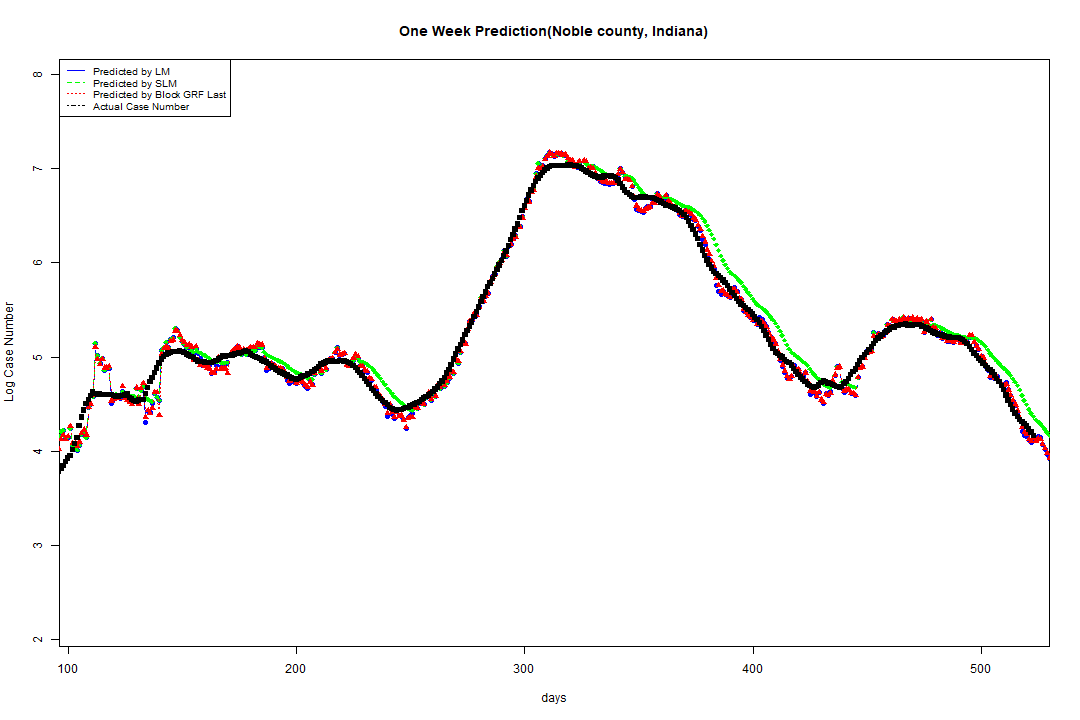 One Week Prediction(Noble county, Indiana)
Predicted by LM
Predicted by SLM
Predicted by Block GRF Last
Actual Case Number
8
7
6
5
4
3
2
Log Case Number
100 200 300 400 500
days